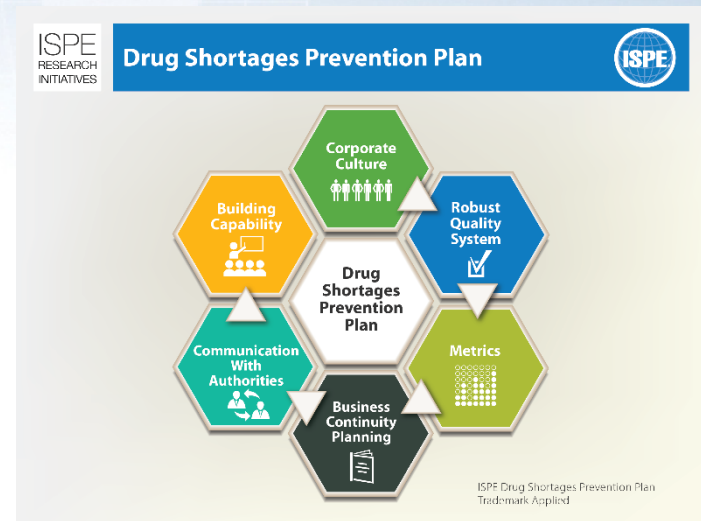 ISPE
RESEARCH
INITIATIVES
Drug Shortages Prevention Plan
ISPE
Corporate
Culture
Robust
Quality
System
Metrics
Business
Continuity
Planning
Communication
With
Authorities
Building
Capability
Drug
Shortages
Prevention
Plan
ISPE Drug Shortages Prevention Plan
Trademark Applied